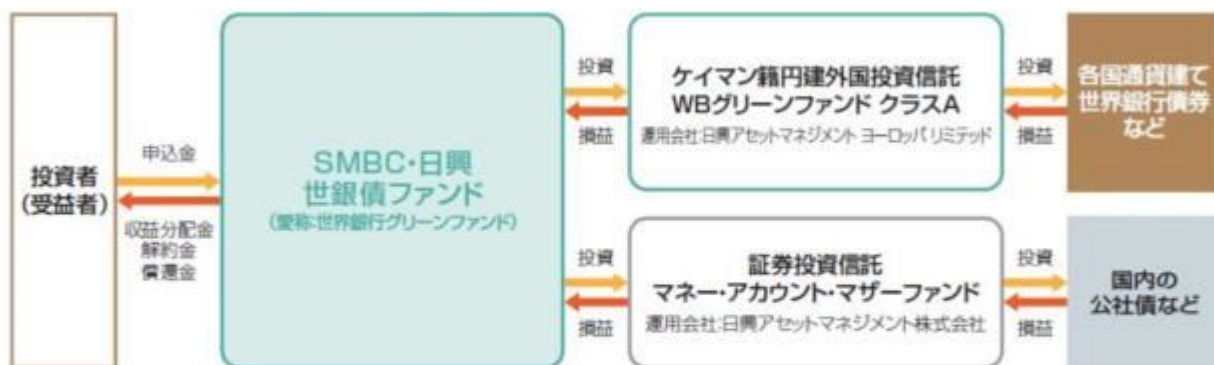 投資者
(受益者)
申込金
収益分配金
解約金
償還金
SMBC・日興
世銀債ファンド
(愛称:世界銀行グリーンファンド)
投資
損益
ケイマン籍円建外国投資信託
WBグリーンファンド クラスA
運用会社:日興アセットマネジメント ヨーロッパ リミテッド
投資
損益
各国通貨建て
世界銀行債券
など
投資
損益
証券投資信託
マネー・アカウント・マザーファンド
運用会社:日興アセットマネジメント株式会社
投資
損益
国内の
公社債など